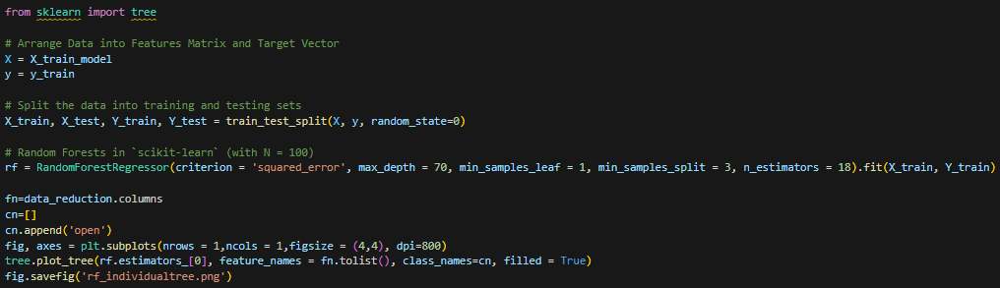 from sklearn import tree
# Arrange Data into Features Matrix and Target Vector
X = X_train_model
y = y_train
# Split the data into training and testing sets
X_train, X_test, Y_train, Y_test = train_test_split(X, y, random_state=0)
# Random Forests in `scikit-learn` (with N = 100)
rf = RandomForestRegressor(criterion = 'squared_error', max_depth = 70, min_samples_leaf = 1, min_samples_split = 3, n_estimators = 18).fit(X_train, Y_train)
fn=data_reduction.columns
cn=[]
cn.append('open')
fig, axes = plt.subplots(nrows = 1,ncols = 1,figsize = (4,4), dpi=800)
tree.plot_tree(rf.estimators_[0], feature_names = fn.tolist(), class_names=cn, filled = True)
fig.savefig('rf_individualtree.png')